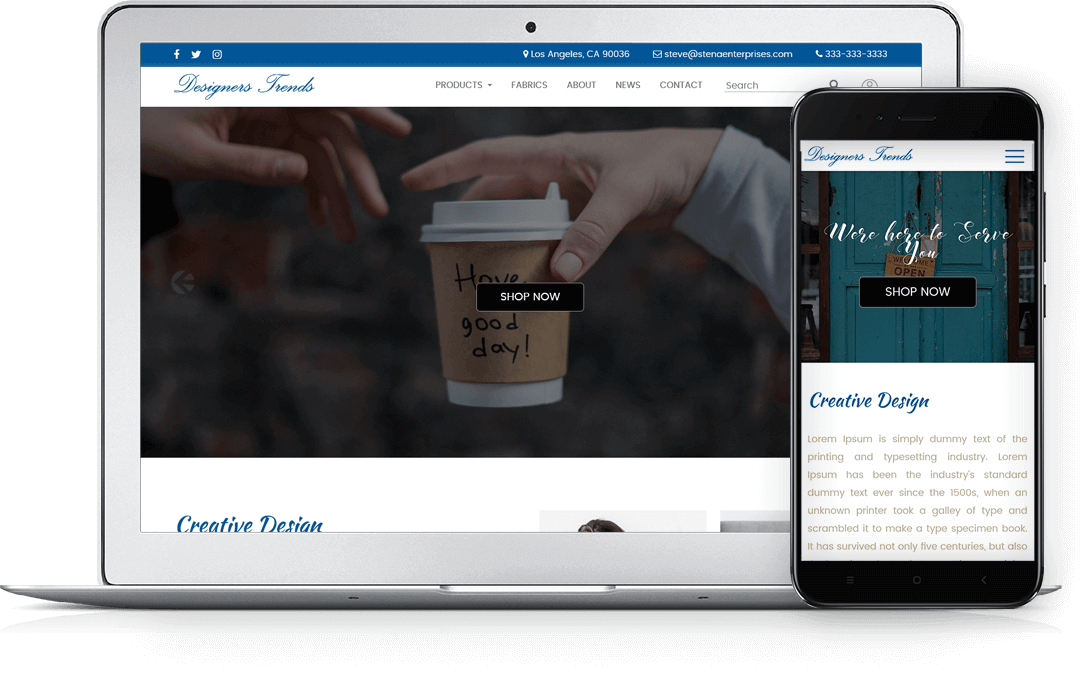 Los Angeles, CA 90036 steve@stenaenterprises.com 333-333-3333
Designers Trends
PRODUCTS FABRICS ABOUT NEWS CONTACT Search
Have
SHOP NOW
good
day!
Creative Design
Designers Trends
Were here to Serve
You
WELCOME
OPEN
SHOP NOW
Creative Design
Lorem Ipsum is simply dummy text of the
printing and typesetting industry. Lorem
Ipsum has been the industry's standard
dummy text ever since the 1500s, when an
unknown printer took a galley of type and
scrambled it to make a type specimen book.
It has survived not only five centuries, but also